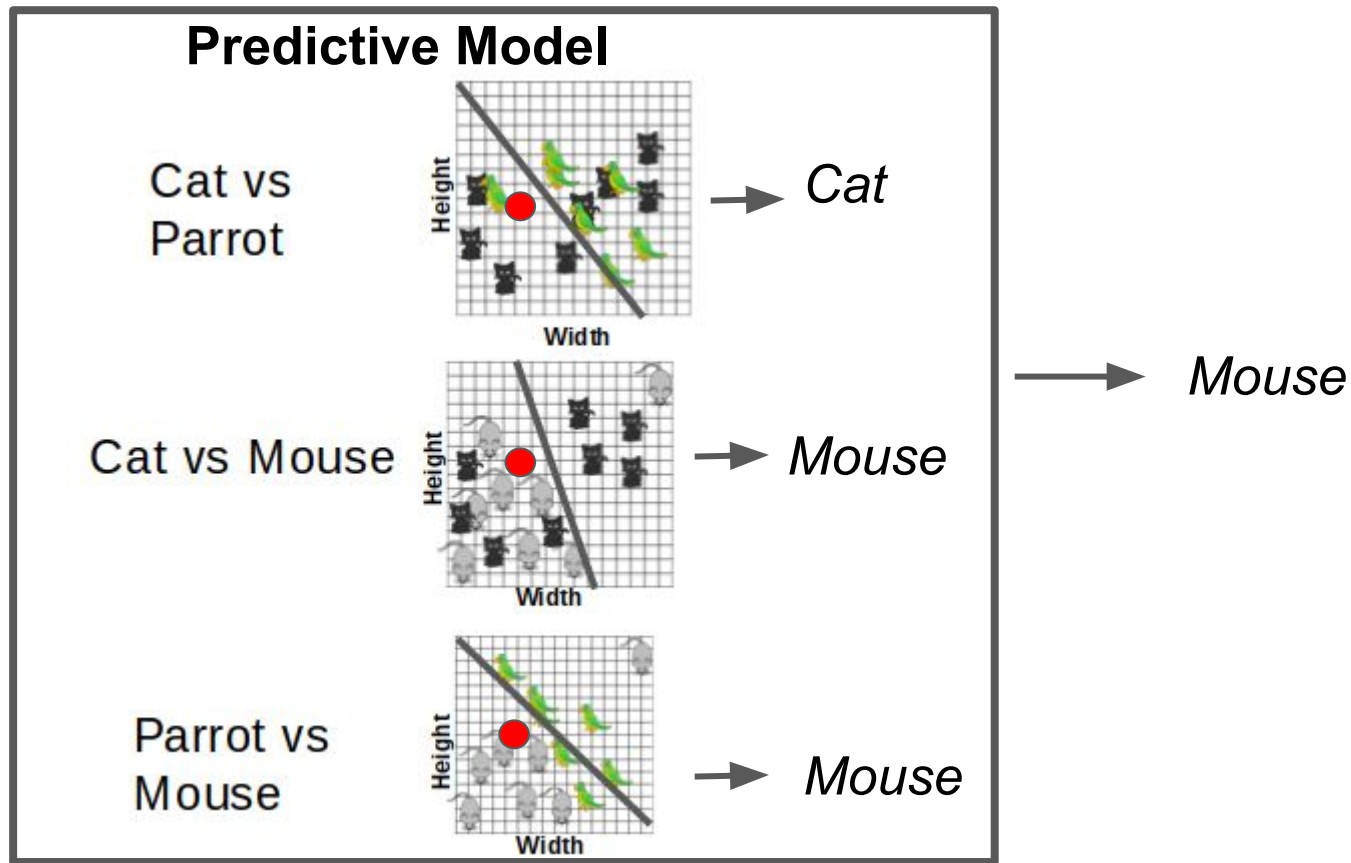 Predictive Model
Cat vs
Parrot
Height
Width
Cat
Cat vs Mouse
Height
Width
Mouse
Mouse
Parrot vs
Mouse
Height
Width
Mouse